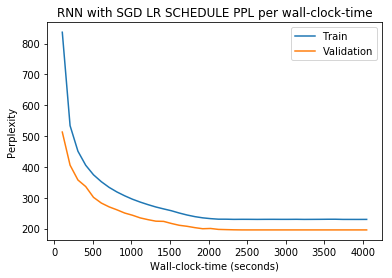 RNN with SGD LR SCHEDULE PPL per wall-clock-time
Train
Validation
Perplexity
800
700
600
500
400
300
200
0 500 1000 1500 2000 2500 3000 3500 4000
Wall-clock-time (seconds)